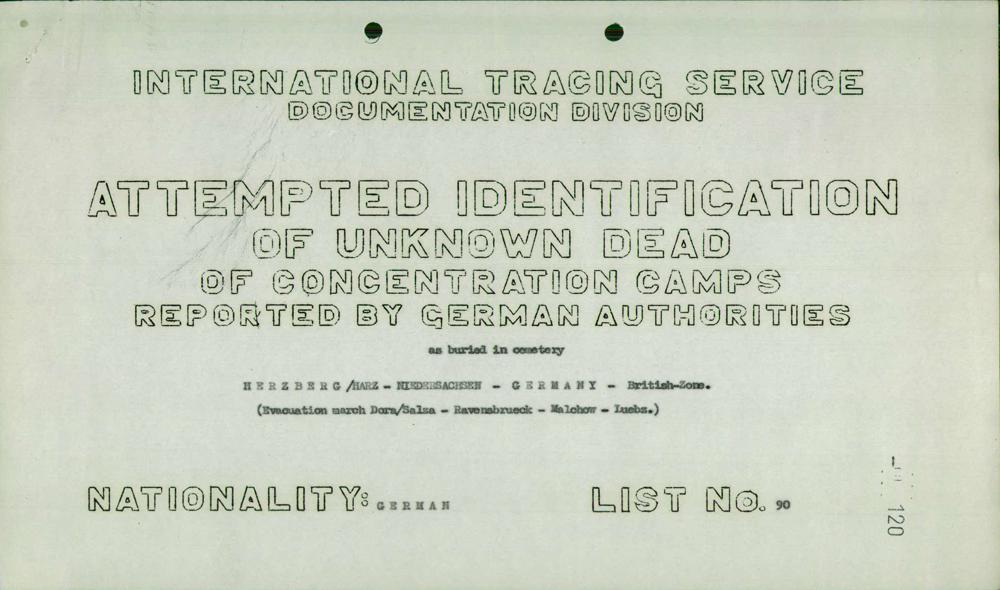 INTERNATIONAL TRACING SERVICE
DOCUMENTATION DIVISION
ATTEMPTED IDENTIFICATION
OF UNKNOWN DEAD
OF CONCENTRATION CAMPS
REPORTED BY GERMAN AUTHORITIES
as buried in cemetery
HERZBERG/HARZ - NIEDERSACHSEN - GERMANY - British-Zone.
(Evacuation march Dora/Salza - Ravensbrueck - Malchow - Luebz.)
NATIONALITY: GERMAN
LIST No. 90
120